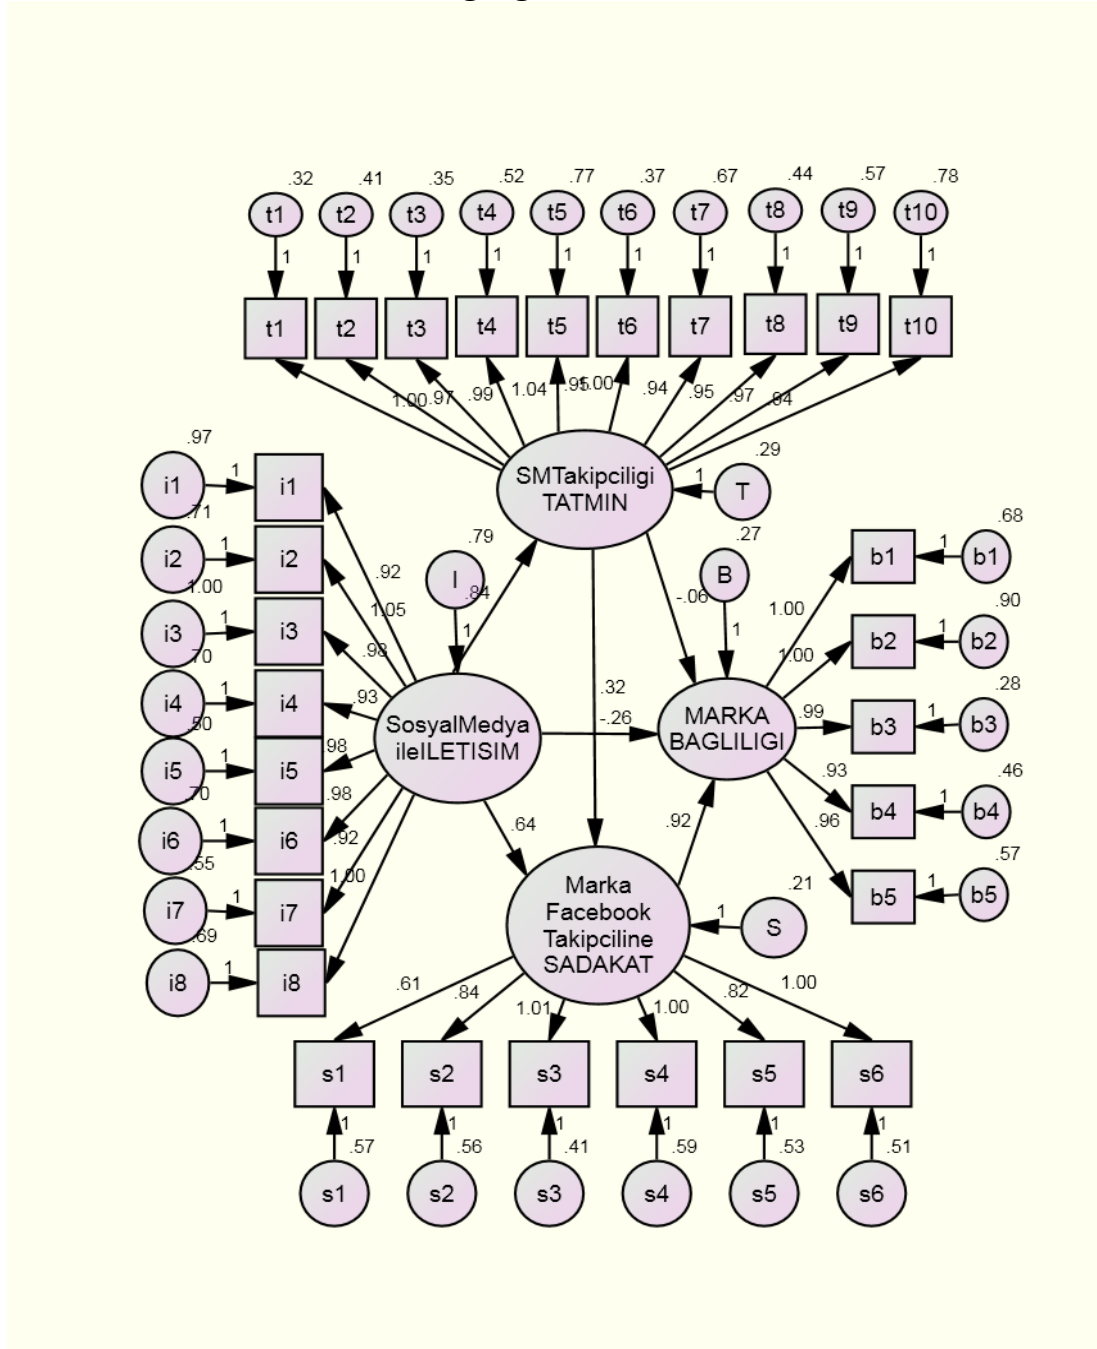 .32 .41 .35 .52 .77 .37 .67 .44 .57 .78
t1 t2 t3 t4 t5 t6 t7 t8 t9 t10
1 1 1 1 1 1 1 1 1 1
t1 t2 t3 t4 t5 t6 t7 t8 t9 t10
1.00 .97 .99 1.04 .95 1.00 .94 .95 .97 .94
SMTakipciligi
TATMIN
1
T
.29
.97
i1 1 i1
.71
i2 1 i2
1.00
i3 1 i3
.70
i4 1 i4
.50
i5 1 i5
.70
i6 1 i6
.55
i7 1 i7
.69
i8 1 i8
.92
1.05
.98
.93
.98
.98
.92
1.00
.79
I
1
.84
SosyalMedya
ileILETISIM
-.06
.27
B
1
.32
-.26
.64
.92
MARKA
BAGLILIGI
1.00
1.00
.99
.93
.96
.68
b1 1 b1
.90
b2 1 b2
.28
b3 1 b3
.46
b4 1 b4
.57
b5 1 b5
Marka
Facebook
Takipciline
SADAKAT
1
S
.21
.61 .84 1.01 1.00 .82 1.00
s1 s2 s3 s4 s5 s6
1 1 1 1 1 1
.57 .56 .41 .59 .53 .51
s1 s2 s3 s4 s5 s6